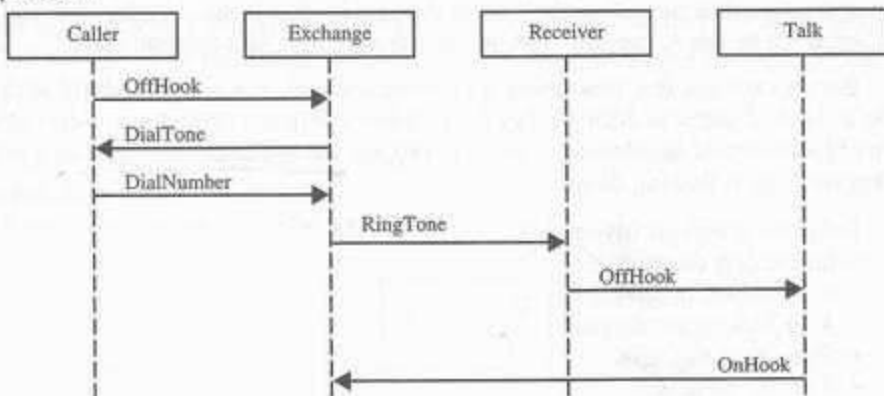 Caller Exchange Receiver Talk
OffHook
DialTone
DialNumber
RingTone
OffHook
OnHook